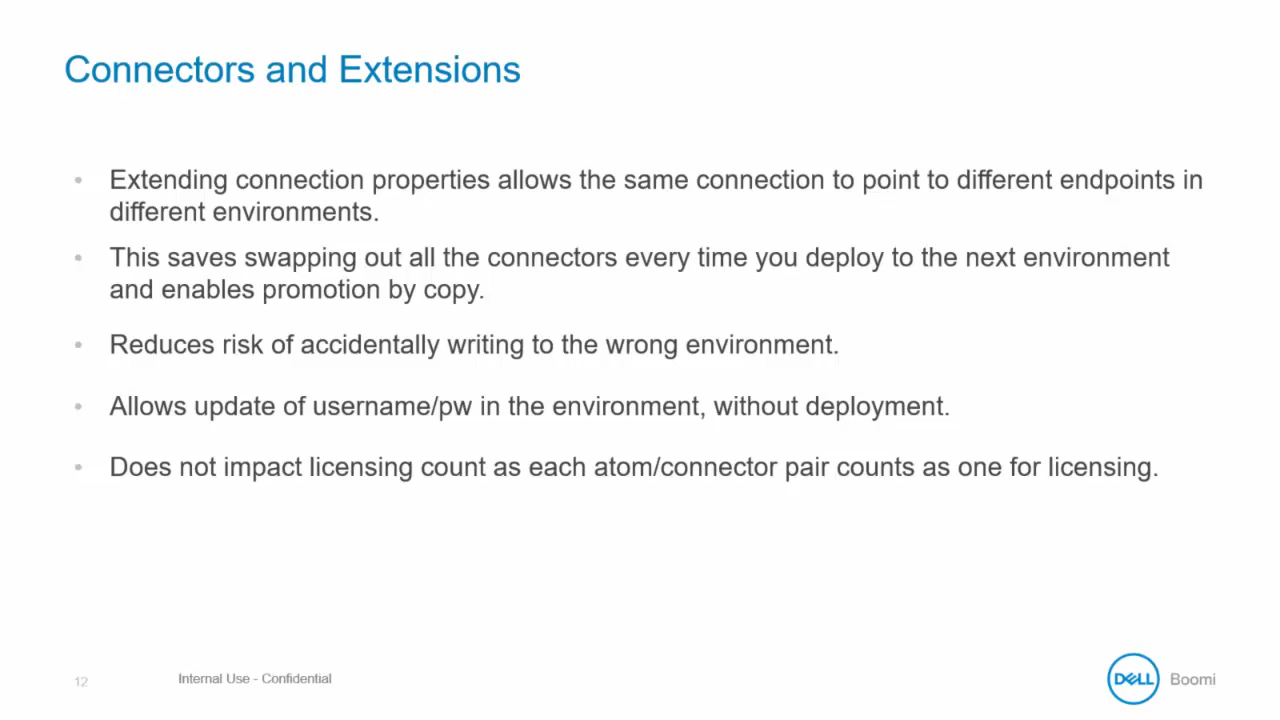 Connectors and Extensions
• Extending connection properties allows the same connection to point to different endpoints in
different environments.
• This saves swapping out all the connectors every time you deploy to the next environment
and enables promotion by copy.
• Reduces risk of accidentally writing to the wrong environment.
• Allows update of username/pw in the environment, without deployment.
• Does not impact licensing count as each atom/connector pair counts as one for licensing.
12
Internal Use - Confidential
DELL Boomi